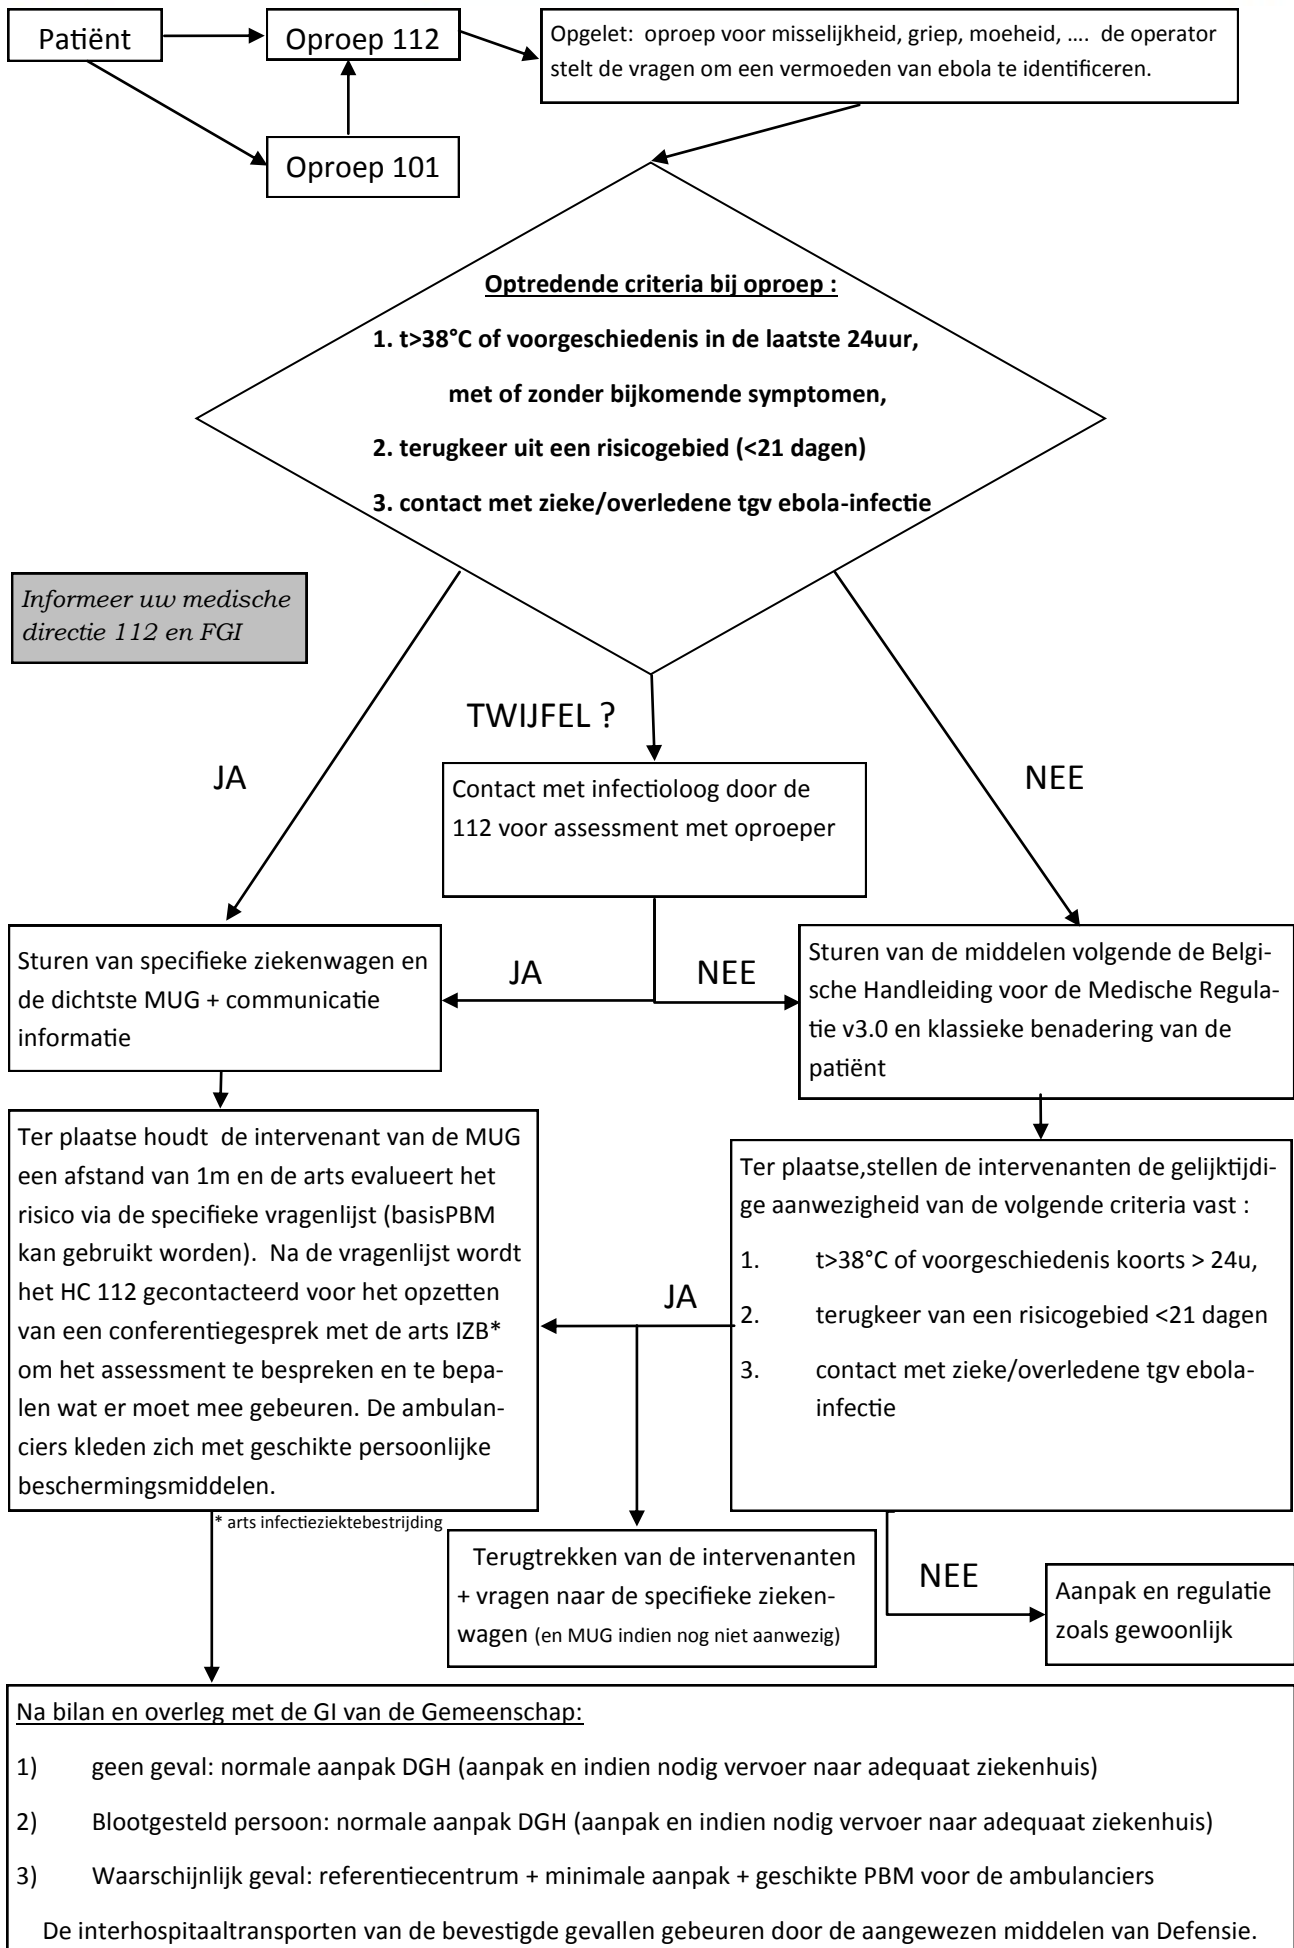 Patiënt
Oproep 112
Opgelet: oproep voor misselijkheid, griep, moeheid, .... de operator
stelt de vragen om een vermoeden van ebola te identificeren.
Oproep 101
Optredende criteria bij oproep :
1. t>38°C of voorgeschiedenis in de laatste 24uur,
met of zonder bijkomende symptomen,
2. terugkeer uit een risicogebied (<21 dagen)
3. contact met zieke/overledene tgv ebola-infectie
Informeer uw medische
directie 112 en FGI
TWIJFEL ?
JA
NEE
Contact met infectioloog door de
112 voor assessment met oproeper
Sturen van specifieke ziekenwagen en
de dichtste MUG + communicatie
informatie
JA
NEE
Sturen van de middelen volgende de Belgi-
sche Handleiding voor de Medische Regula-
tie v3.0 en klassieke benadering van de
patiënt
Ter plaatse houdt de intervenant van de MUG
een afstand van 1m en de arts evalueert het
risico via de specifieke vragenlijst (basisPBM
kan gebruikt worden). Na de vragenlijst wordt
het HC 112 gecontacteerd voor het opzetten
van een conferentiegesprek met de arts IZB*
om het assessment te bespreken en te bepa-
len wat er moet mee gebeuren. De ambulan-
ciers kleden zich met geschikte persoonlijke
beschermingsmiddelen.
JA
Ter plaatse,stellen de intervenanten de gelijktijdi-
ge aanwezigheid van de volgende criteria vast :
1. t>38°C of voorgeschiedenis koorts > 24u,
2. terugkeer van een risicogebied <21 dagen
3. contact met zieke/overledene tgv ebola-
infectie
* arts infectieziektebestrijding
Terugtrekken van de intervenanten
+ vragen naar de specifieke zieken-
wagen (en MUG indien nog niet aanwezig)
NEE
Aanpak en regulatie
zoals gewoonlijk
Na bilan en overleg met de GI van de Gemeenschap:
1) geen geval: normale aanpak DGH (aanpak en indien nodig vervoer naar adequaat ziekenhuis)
2) Blootgesteld persoon: normale aanpak DGH (aanpak en indien nodig vervoer naar adequaat ziekenhuis)
3) Waarschijnlijk geval: referentiecentrum + minimale aanpak + geschikte PBM voor de ambulanciers
De interhospitaaltransporten van de bevestigde gevallen gebeuren door de aangewezen middelen van Defensie.